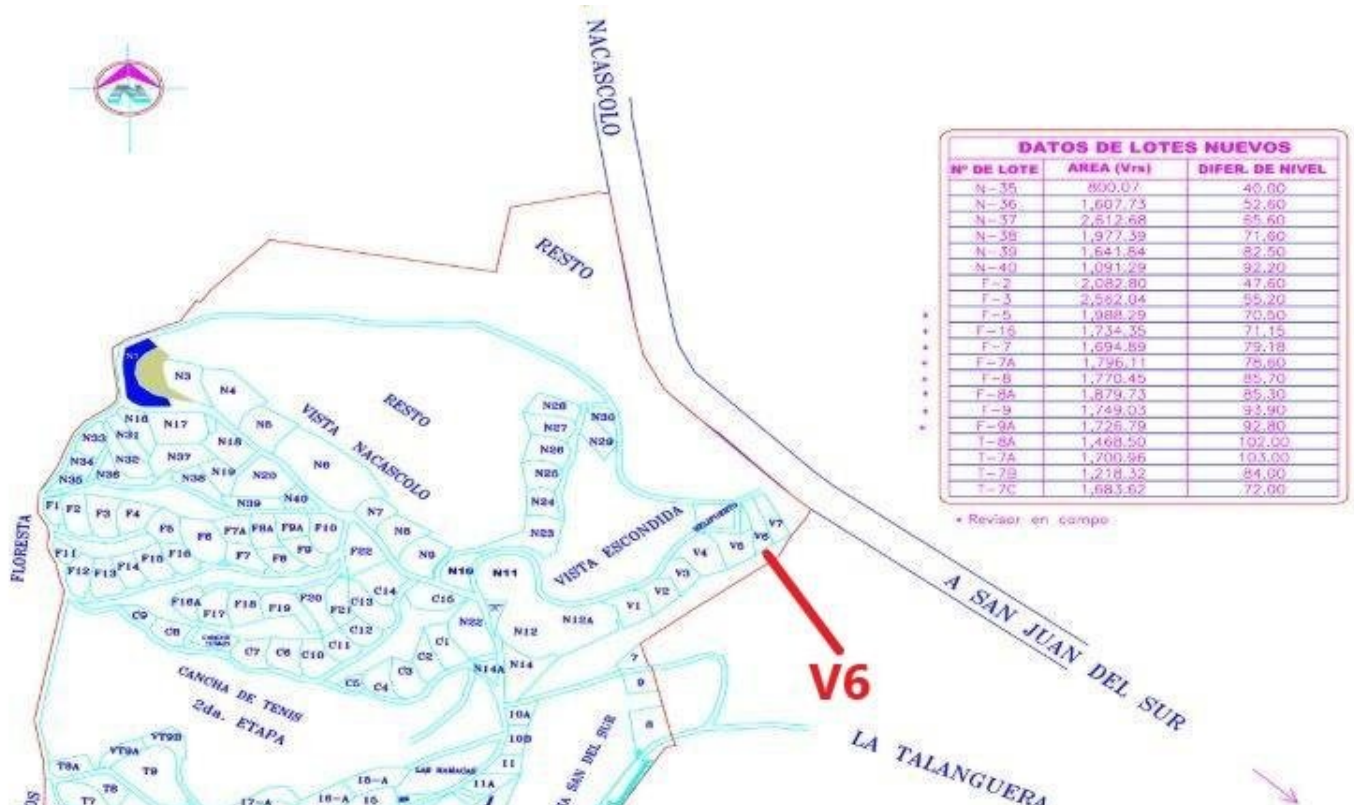 NACASCOLO
N
RESTO
DATOS DE LOTES NUEVOS
Nº DE LOTE AREA (Vrs) DIFER. DE NIVEL
N-35 800.07 40.00
N-36 1,607.73 52.60
N-37 2,612.68 65.60
N-38 1,977.39 71.60
N-39 1,641.84 82.50
N-40 1,091.29 92.20
F-2 2,082.80 47.60
F-3 2,562.04 55.20
* F-5 1,988.29 70.50
* F-16 1,734.35 71.15
* F-7 1,694.89 79.18
* F-7A 1,796.11 78.60
* F-8 1,770.45 85.70
* F-8A 1,879.73 85.30
* F-9 1,749.03 93.90
* F-9A 1,726.79 92.80
T-8A 1,468.50 102.00
T-7A 1,700.96 103.00
T-7B 1,218.32 84.00
T-7C 1,683.62 72.00
* Revisar en campo
N1
N3
N4
RESTO
VISTA NACASCOLO
N5
N6
N16 N17 N18
N33 N31
N34 N32 N37
N35 N36 N38 N19 N20
N39 N40
N7
N8
N9
N28 N30
N27 N29
N26
N25
N24
N23
FLORESTA
F1 F2 F3 F4 F5 F6 F7A F8A F9A F10
F11 F12 F13 F14 F15 F16 F7 F8 F9 F22
N10 N11
VISTA ESCONDIDA
V1 V2 V3 V4 V5 V6 V7
F16A F17 F18 F19 F20 F21
C9 C8 C7 C6 C10 C11 C12 C13 C14 C15
C5 C4 C3 C2 C1
N22 N12 N12A
N14A N14
V6
A SAN JUAN DEL SUR
CANCHA DE TENIS
2da. ETAPA
7
9
8
10A
10B
11
11A
SAN DEL SUR
LA TALANGUERA
VT9A VT9B
T8A T9
T8
T7
LAS HAMACAS
18-A
17-A 16-A 15
OS